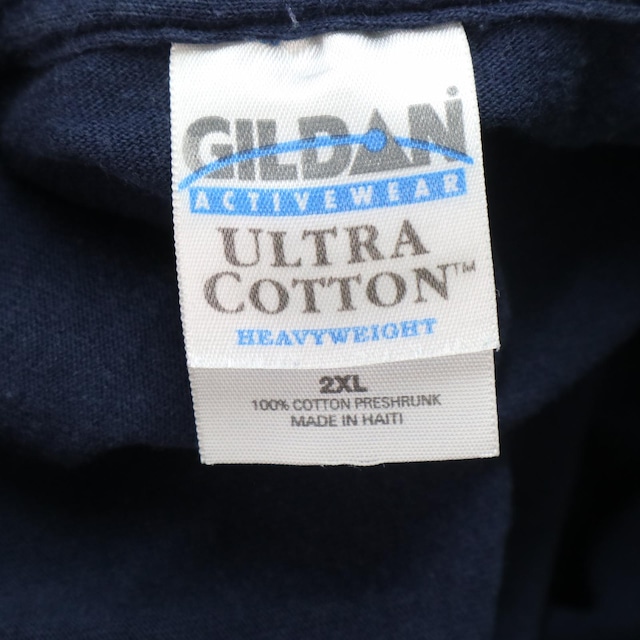 GILDAN®
ACTIVEWEAR
ULTRA
COTTON™
HEAVYWEIGHT
2XL
100% COTTON PRESHRUNK
MADE IN HAITI